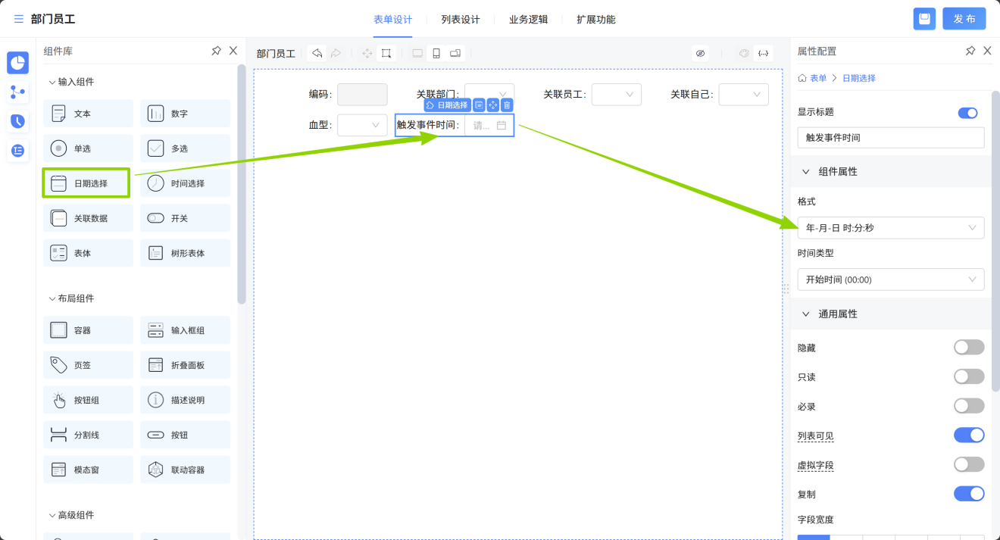 部门员工
表单设计
列表设计
业务逻辑
扩展功能
发布
组件库
输入组件
文本
数字
单选
多选
日期选择
时间选择
关联数据
开关
表体
树形表体
布局组件
容器
输入框组
页签
折叠面板
按钮组
描述说明
分割线
按钮
模态窗
联动容器
高级组件
部门员工
编码:
关联部门:
关联员工:
关联自己:
日期选择
血型:
触发事件时间:
请...
属性配置
表单
日期选择
显示标题
触发事件时间
组件属性
格式
年-月-日 时:分:秒
时间类型
开始时间 (00:00)
通用属性
隐藏
只读
必录
列表可见
虚拟字段
复制
字段宽度